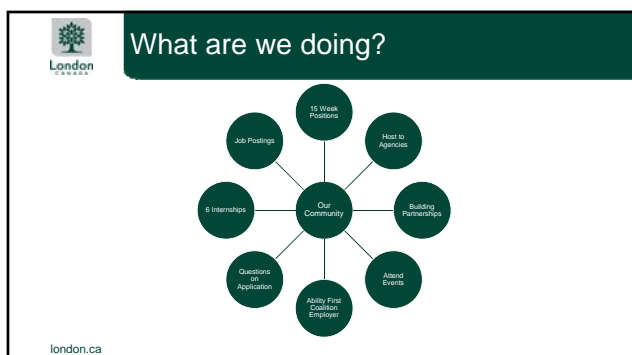 London
CANADA
What are we doing?
15 Week
Positions
Host to
Agencies
Building
Partnerships
Attend
Events
Ability First
Coalition
Employer
Questions
on
Application
6 Internships
Job Postings
Our
Community
london.ca